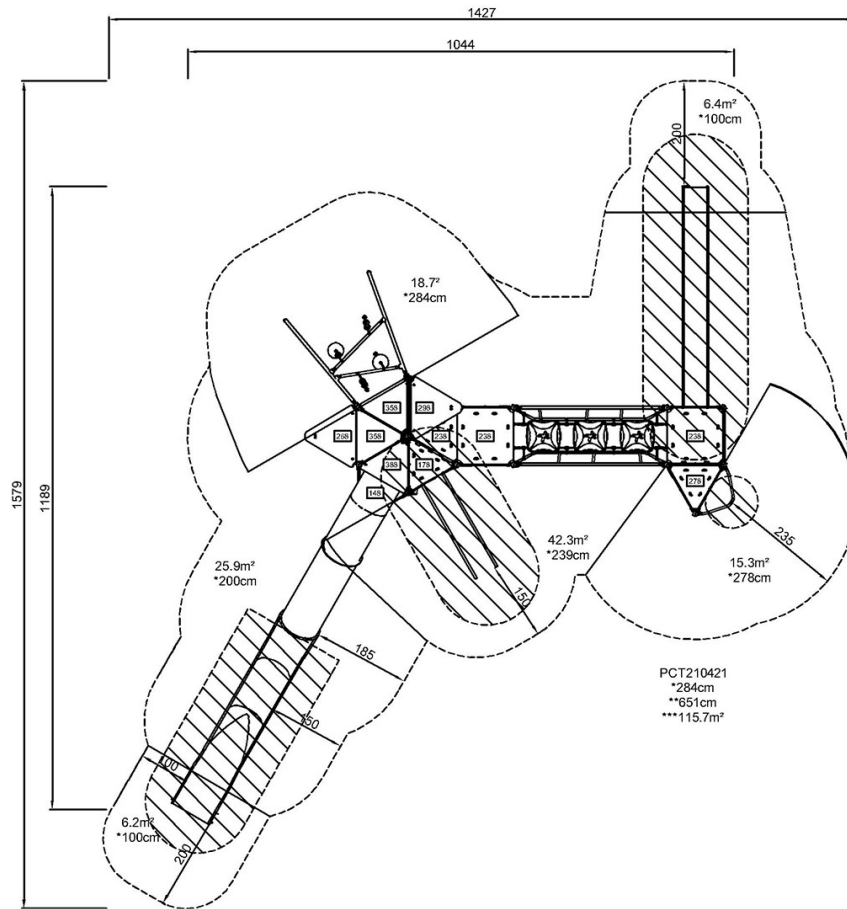 1427
1044
6.4m²
*100cm
200
18.7²
*284cm
1579
1189
358
298
268
358
238
238
238
388
178
278
148
235
42.3m²
*239cm
15.3m²
*278cm
25.9m²
*200cm
150
185
PCT210421
*284cm
**651cm
***115.7m²
150
100
6.2m²
*100cm
200